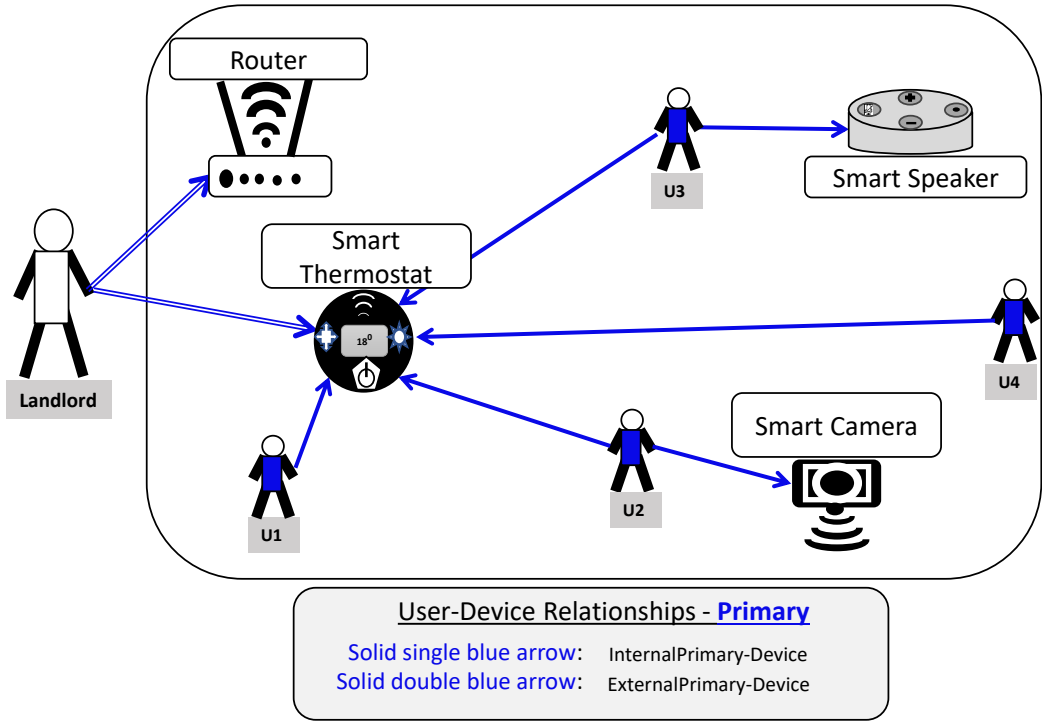 Router
Smart Speaker
U3
Smart
Thermostat
18⁰
Landlord
U4
Smart Camera
U1
U2
User-Device Relationships - Primary
Solid single blue arrow: InternalPrimary-Device
Solid double blue arrow: ExternalPrimary-Device